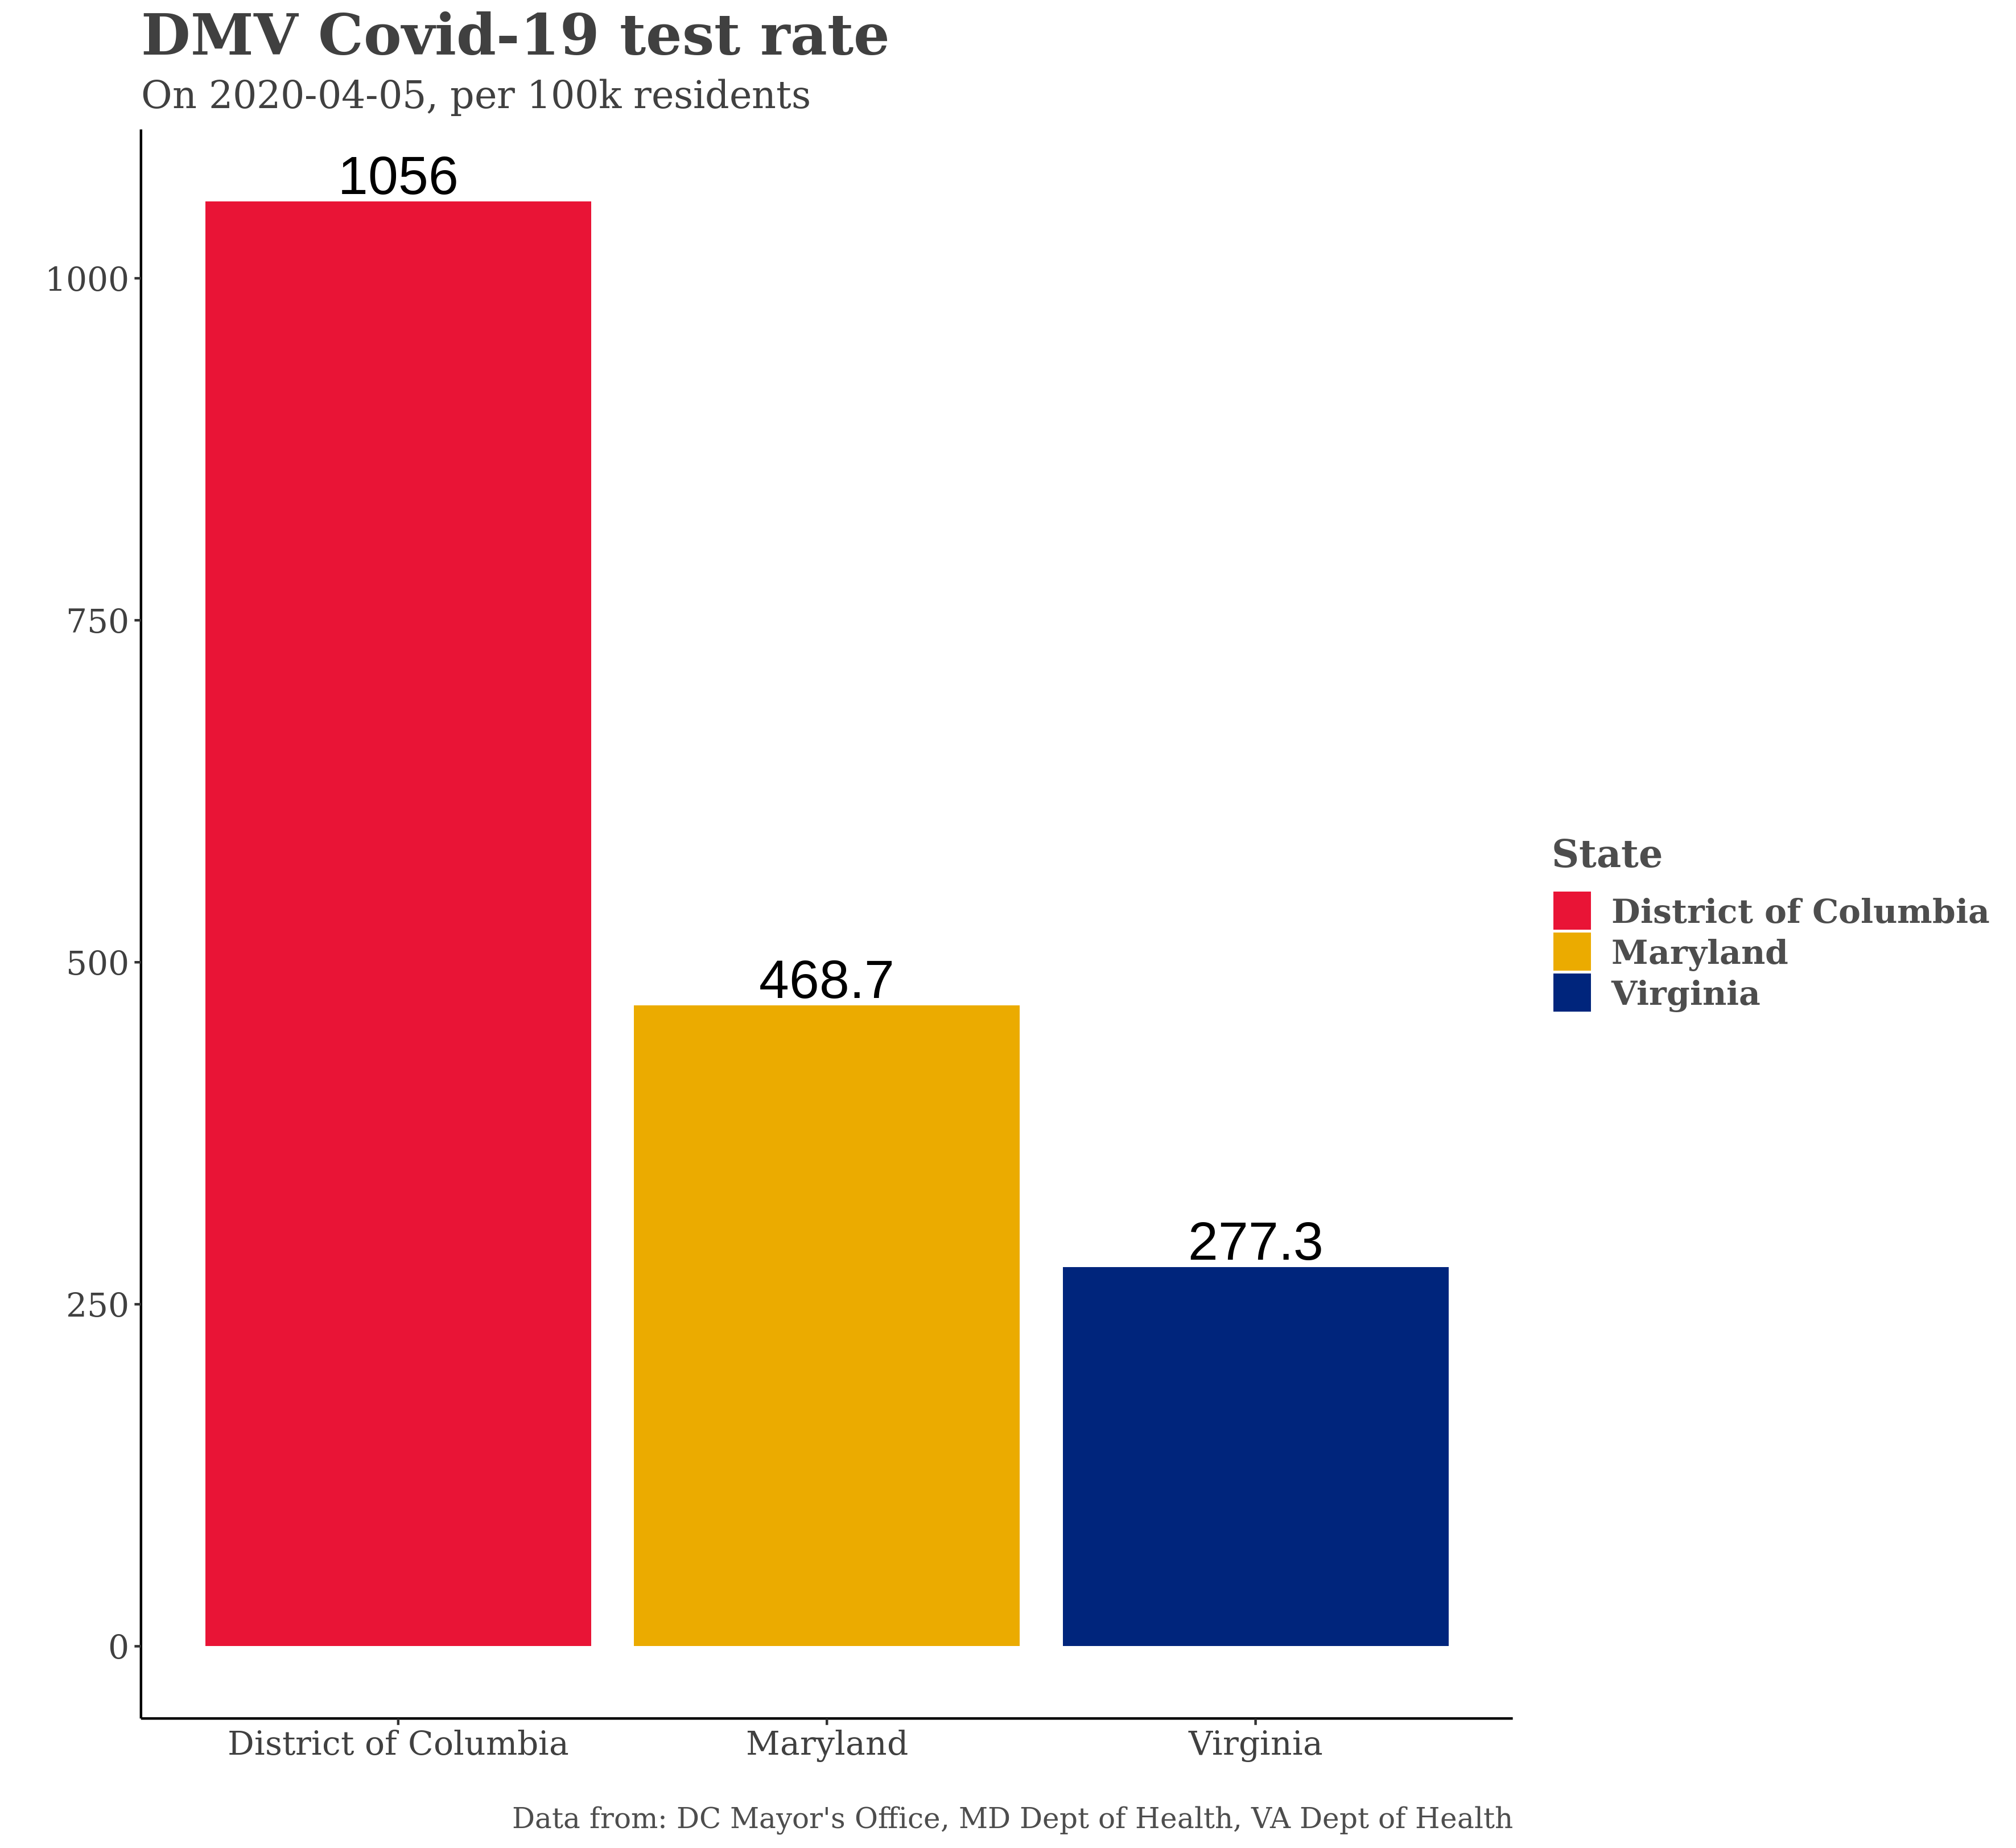 DMV Covid-19 test rate
On 2020-04-05, per 100k residents
1056
1000
750
500
468.7
277.3
250
0
State
District of Columbia
Maryland
Virginia
District of Columbia
Maryland
Virginia
Data from: DC Mayor's Office, MD Dept of Health, VA Dept of Health